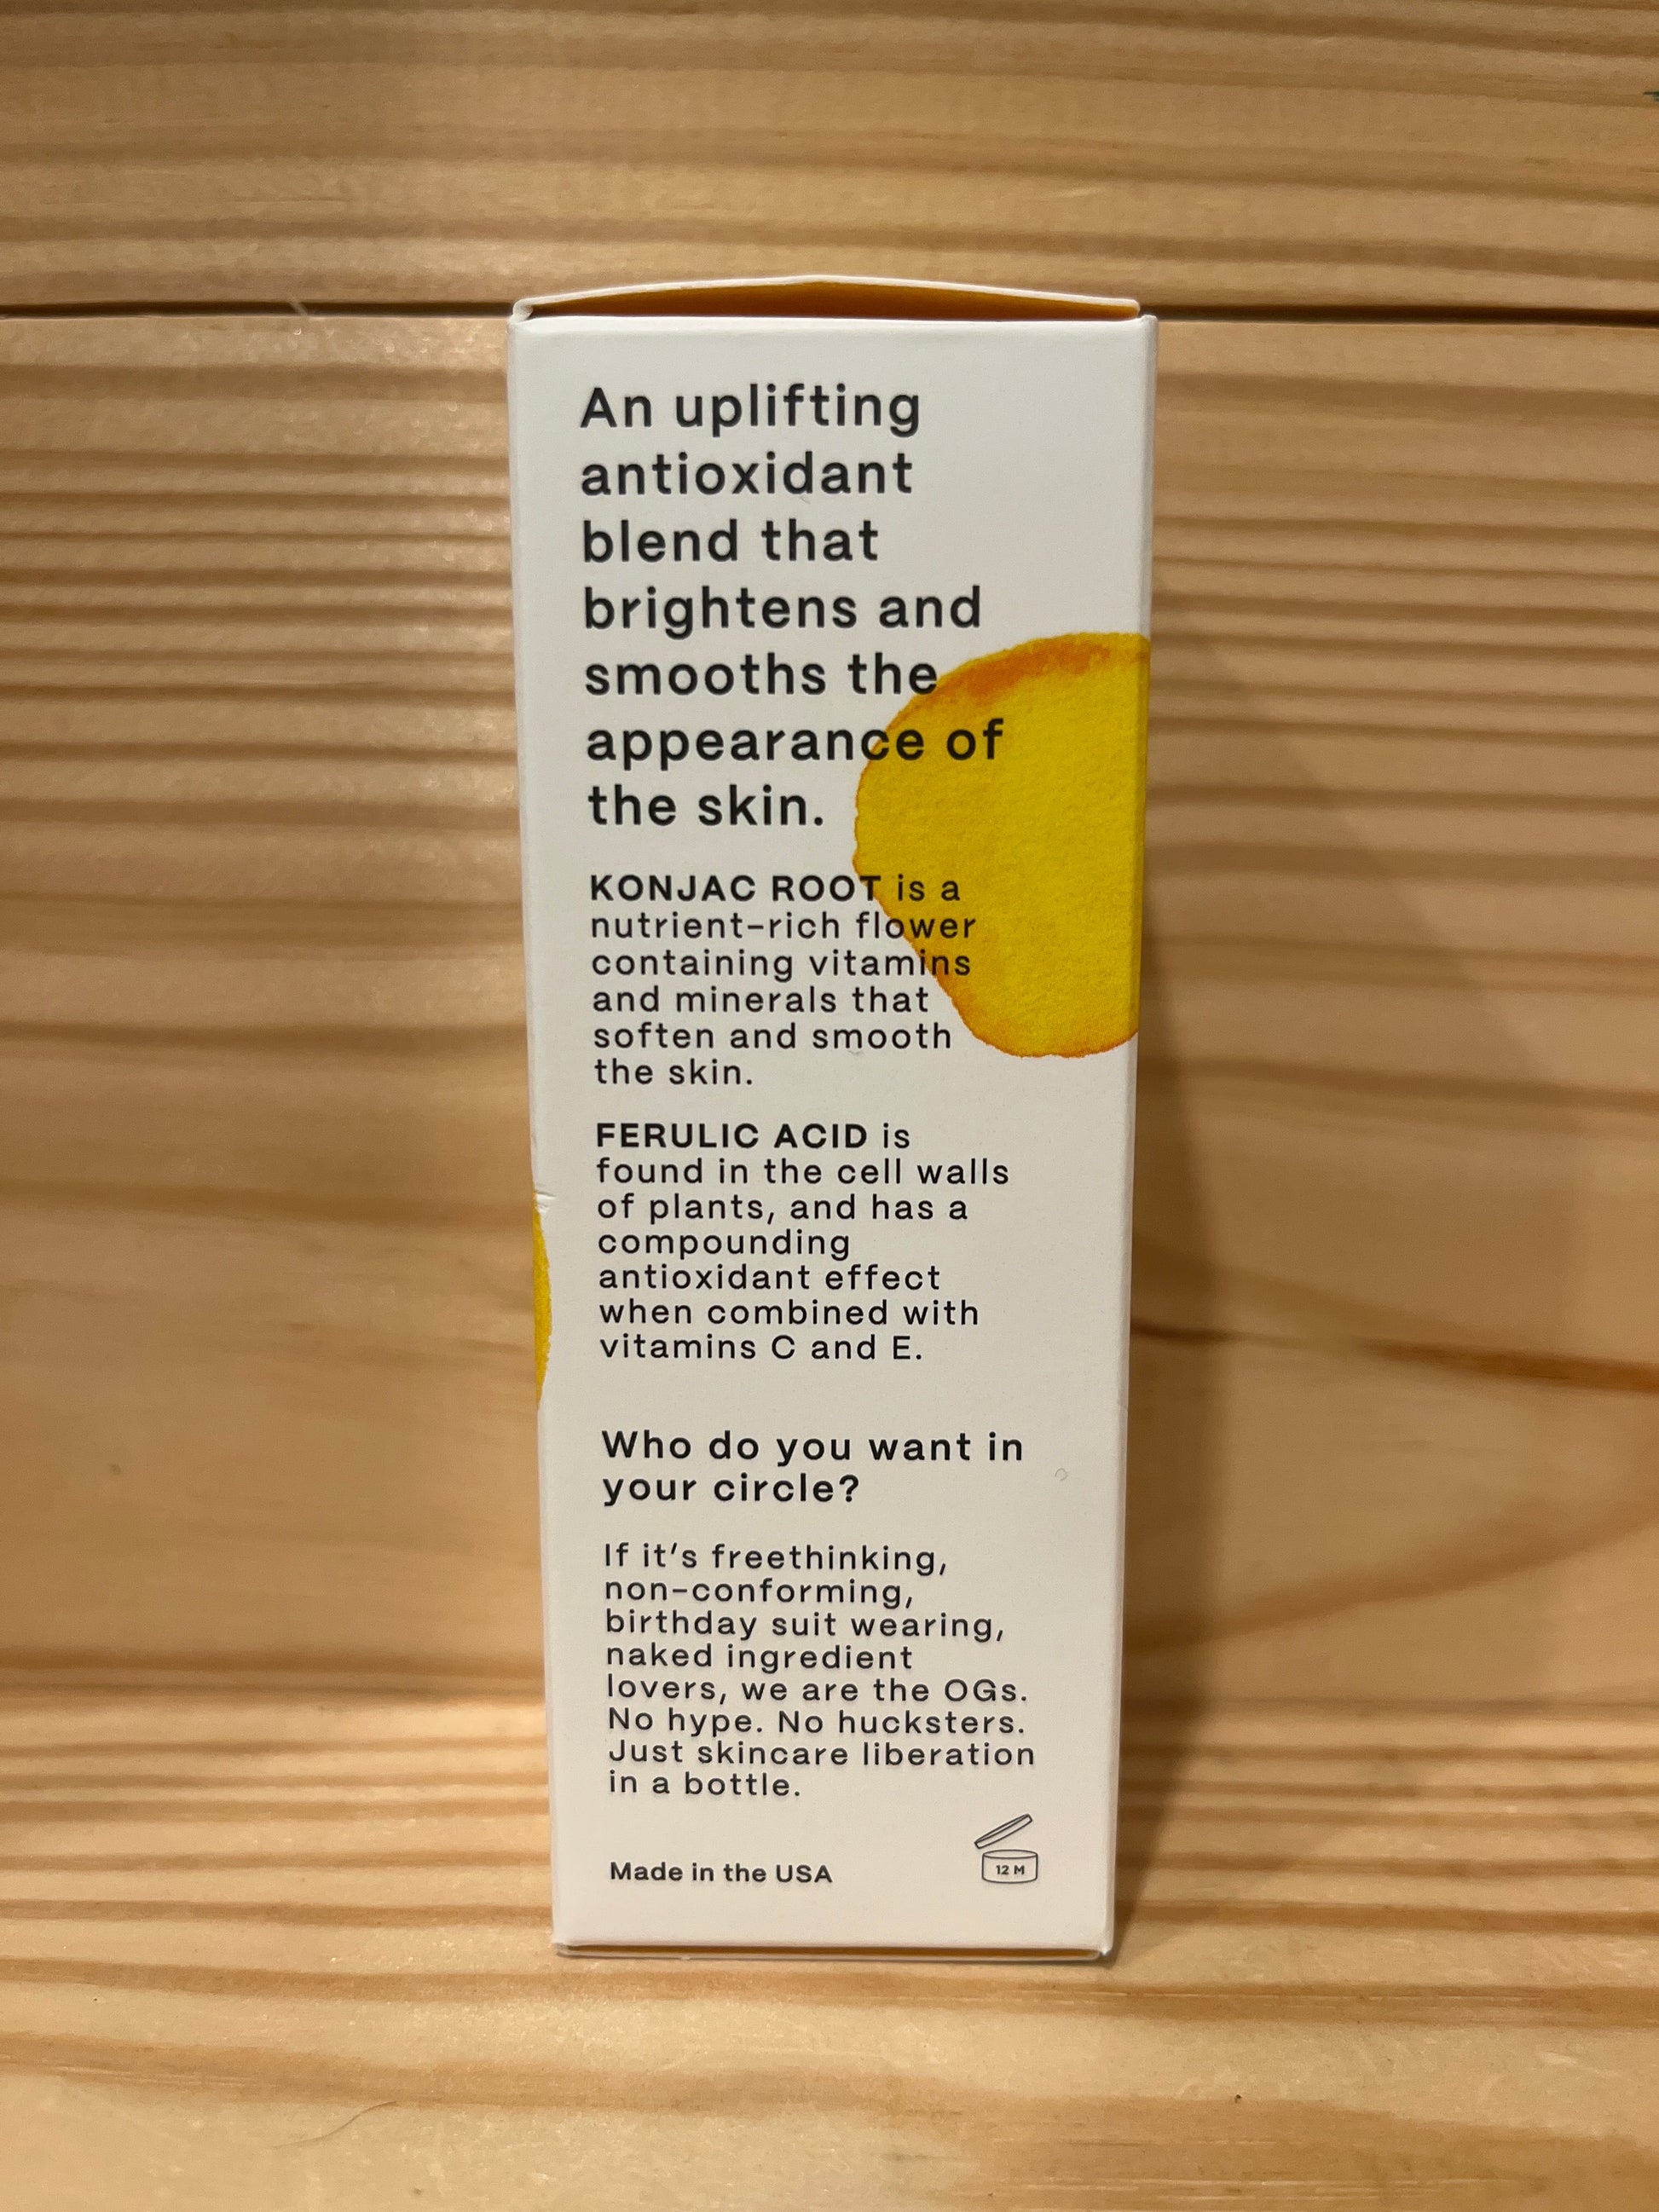 An uplifting
antioxidant
blend that
brightens and
smooths the
appearance of
the skin.
KONJAC ROOT is a
nutrient-rich flower
containing vitamins
and minerals that
soften and smooth
the skin.
FERULIC ACID is
found in the cell walls
of plants, and has a
compounding
antioxidant effect
when combined with
vitamins C and E.
Who do you want in
your circle?
If it's freethinking,
non-conforming,
birthday suit wearing,
naked ingredient
lovers, we are the OGs.
No hype. No hucksters.
Just skincare liberation
in a bottle.
Made in the USA
12 M